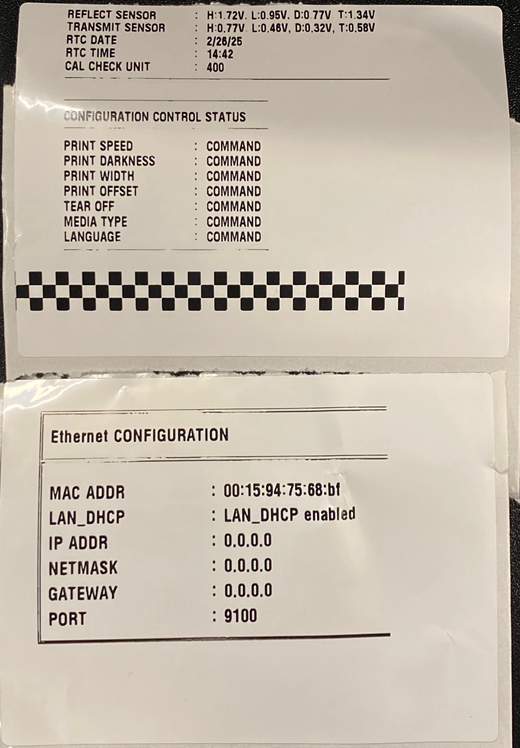 REFLECT SENSOR : H:1.72V. L:0.95V. D:0.77V T:1.34V
TRANSMIT SENSOR : H:0.77V. L:0.46V, D:0.32V, T:0.58V
RTC DATE : 2/26/25
RTC TIME : 14:42
CAL CHECK UNIT : 400
CONFIGURATION CONTROL STATUS
PRINT SPEED : COMMAND
PRINT DARKNESS : COMMAND
PRINT WIDTH : COMMAND
PRINT OFFSET : COMMAND
TEAR OFF : COMMAND
MEDIA TYPE : COMMAND
LANGUAGE : COMMAND
Ethernet CONFIGURATION
MAC ADDR : 00:15:94:75:68:bf
LAN_DHCP : LAN_DHCP enabled
IP ADDR : 0.0.0.0
NETMASK : 0.0.0.0
GATEWAY : 0.0.0.0
PORT : 9100